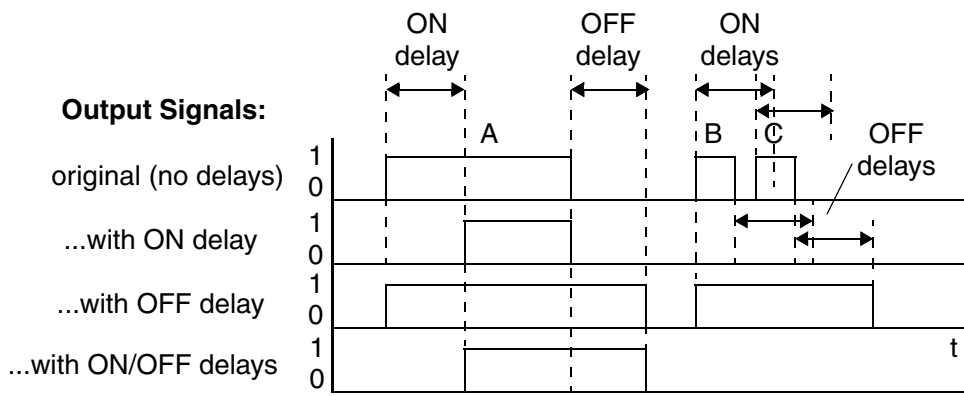 ON
delay
OFF
delay
ON
delays
Output Signals:
A
B
C
OFF
delays
original (no delays)
1
0
...with ON delay
1
0
...with OFF delay
1
0
...with ON/OFF delays
1
0
t